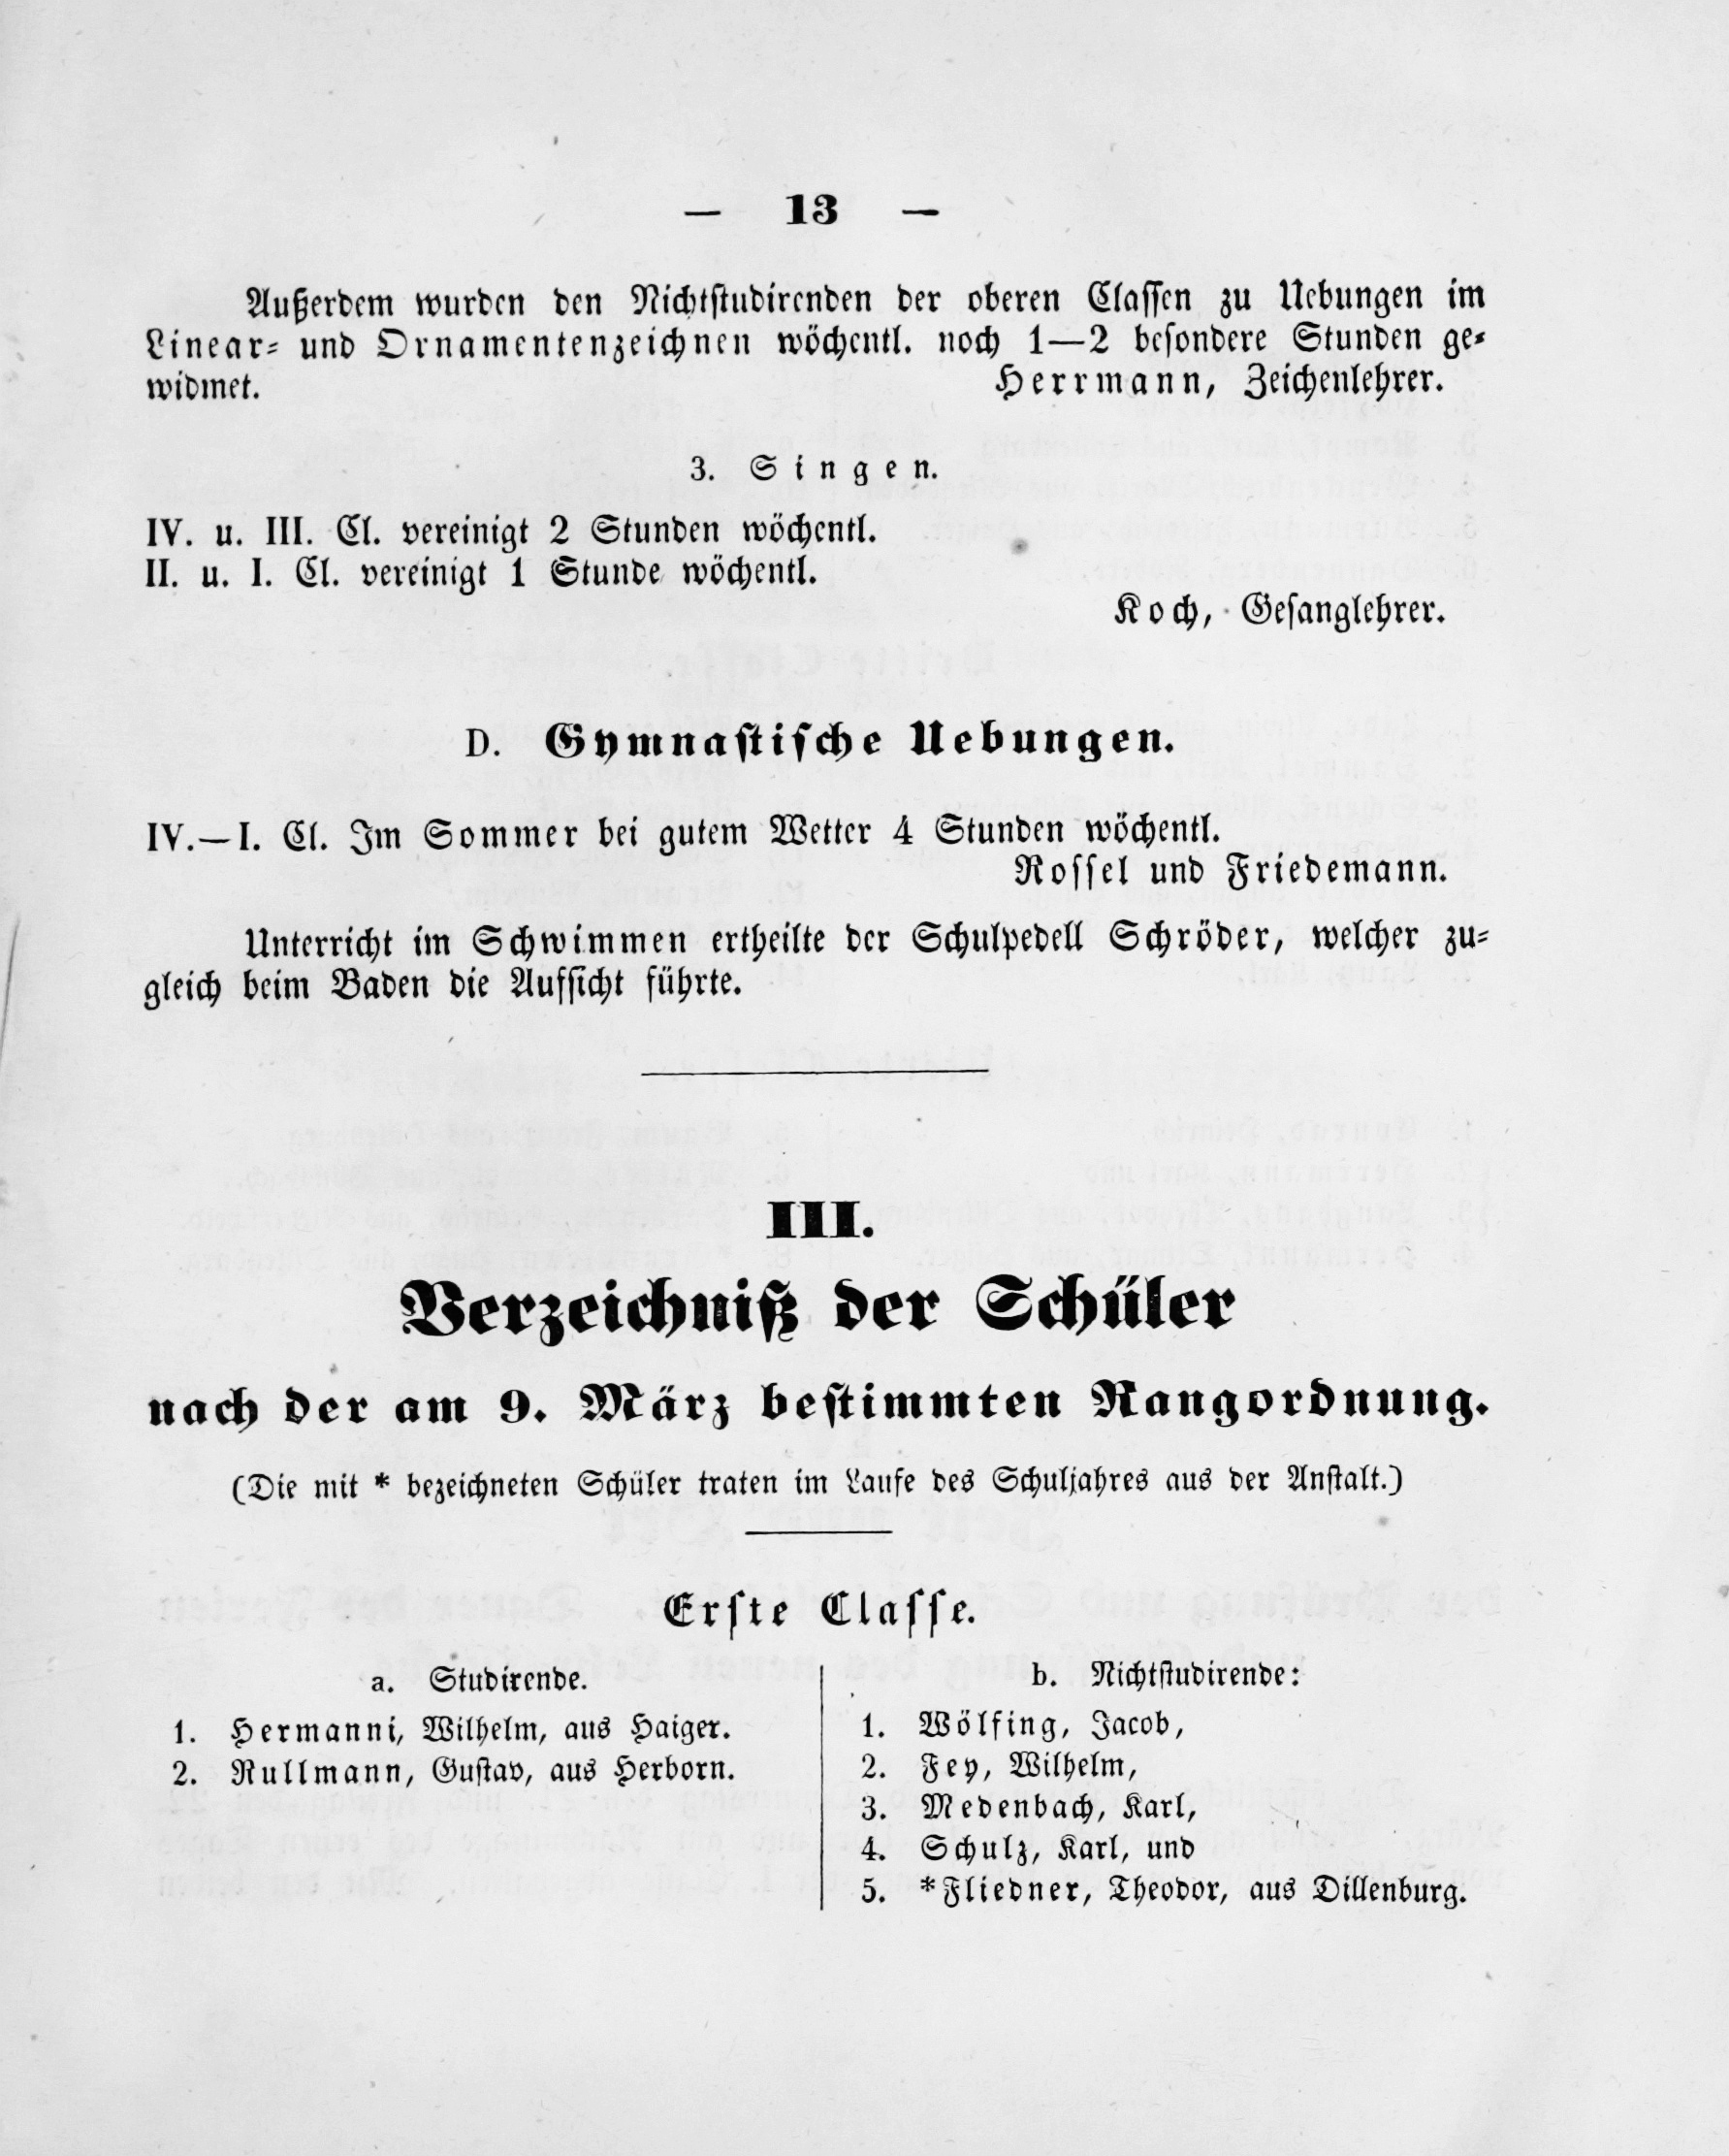 — 13 —
Außerdem wurden den Nichtstudirenden der oberen Classen zu Uebungen im
Linear- und Ornamentenzeichnen wöchentl. noch 1—2 besondere Stunden ge-
widmet. Herrmann, Zeichenlehrer.
3. Singen.
IV. u. III. Cl. vereinigt 2 Stunden wöchentl.
II. u. I. Cl. vereinigt 1 Stunde wöchentl.
Koch, Gesanglehrer.
D. Gymnastische Uebungen.
IV.—I. Cl. Im Sommer bei gutem Wetter 4 Stunden wöchentl.
Rossel und Friedemann.
Unterricht im Schwimmen ertheilte der Schulpedell Schröder, welcher zu-
gleich beim Baden die Aufsicht führte.
III.
Verzeichniß der Schüler
nach der am 9. März bestimmten Rangordnung.
(Die mit * bezeichneten Schüler traten im Laufe des Schuljahres aus der Anstalt.)
Erste Classe.
a. Studirende.
1. Hermanni, Wilhelm, aus Haiger.
2. Rullmann, Gustav, aus Herborn.
b. Nichtstudirende:
1. Wölfing, Jacob,
2. Fey, Wilhelm,
3. Medenbach, Karl,
4. Schulz, Karl, und
5. *Fliedner, Theodor, aus Dillenburg.